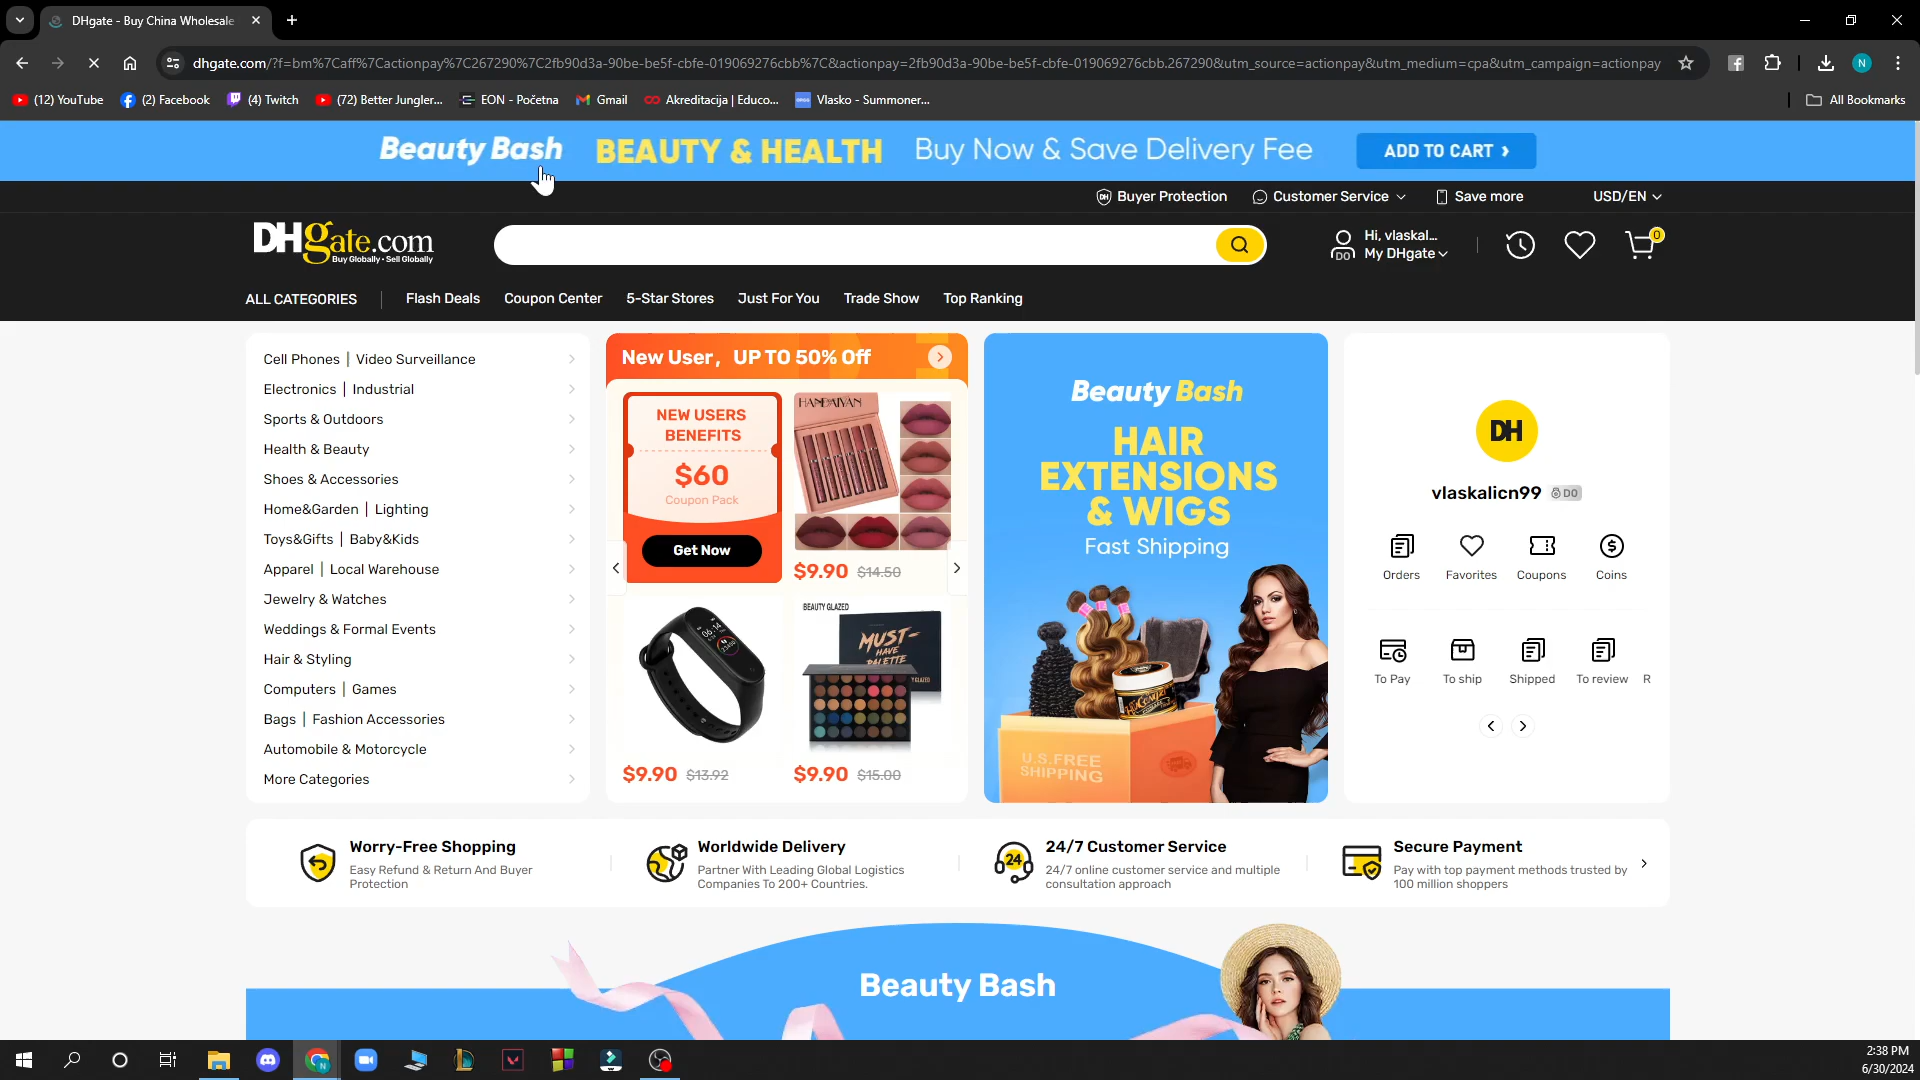 DHgate - Buy China Wholesale
dhgate.com/?f=bm%7Caff%7Cactionpay%7C267290%7C2fb90d3a-90be-be5f-cbfe-019069276cbb%7C&actionpay=2fb90d3a-90be-be5f-cbfe-019069276cbb.267290&utm_source=actionpay&utm_medium=cpa&utm_campaign=actionpay
N
(12) YouTube
(2) Facebook
(4) Twitch
(72) Better Jungler...
EON - Početna
Gmail
Akreditacija | Educo...
Vlasko - Summoner...
All Bookmarks
Beauty Bash BEAUTY & HEALTH Buy Now & Save Delivery Fee ADD TO CART ›
Buyer Protection
Customer Service
Save more
USD/EN
DHgate.com
Buy Globally · Sell Globally
D0
Hi, vlaskal...
My DHgate
0
ALL CATEGORIES
Flash Deals
Coupon Center
5-Star Stores
Just For You
Trade Show
Top Ranking
Cell Phones | Video Surveillance
Electronics | Industrial
Sports & Outdoors
Health & Beauty
Shoes & Accessories
Home&Garden | Lighting
Toys&Gifts | Baby&Kids
Apparel | Local Warehouse
Jewelry & Watches
Weddings & Formal Events
Hair & Styling
Computers | Games
Bags | Fashion Accessories
Automobile & Motorcycle
More Categories
New User, UP TO 50% Off
NEW USERS
BENEFITS
$60
Coupon Pack
Get Now
HANDAIYAN
$9.90 $14.50
BEAUTY GLAZED
MUST-
HAVE
PALETTE
$9.90 $13.92
$9.90 $15.00
Beauty Bash
HAIR
EXTENSIONS
& WIGS
Fast Shipping
U.S.FREE
SHIPPING
DH
vlaskalicn99
D0
Orders
Favorites
Coupons
Coins
To Pay
To ship
Shipped
To review
R
Worry-Free Shopping
Easy Refund & Return And Buyer
Protection
Worldwide Delivery
Partner With Leading Global Logistics
Companies To 200+ Countries.
24
24/7 Customer Service
24/7 online customer service and multiple
consultation approach
Secure Payment
Pay with top payment methods trusted by
100 million shoppers
Beauty Bash
2:38 PM
6/30/2024